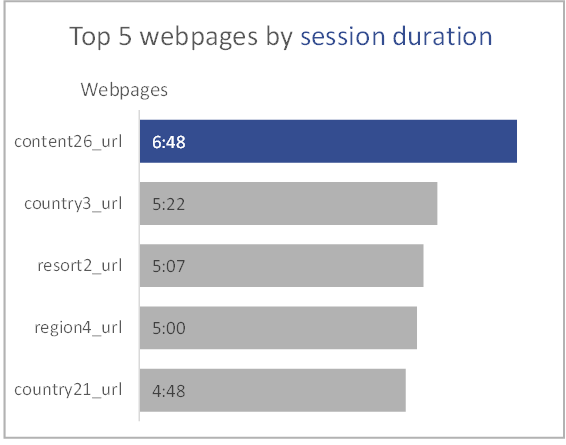 Top 5 webpages by session duration
Webpages
content26_url 6:48
country3_url 5:22
resort2_url 5:07
region4_url 5:00
country21_url 4:48